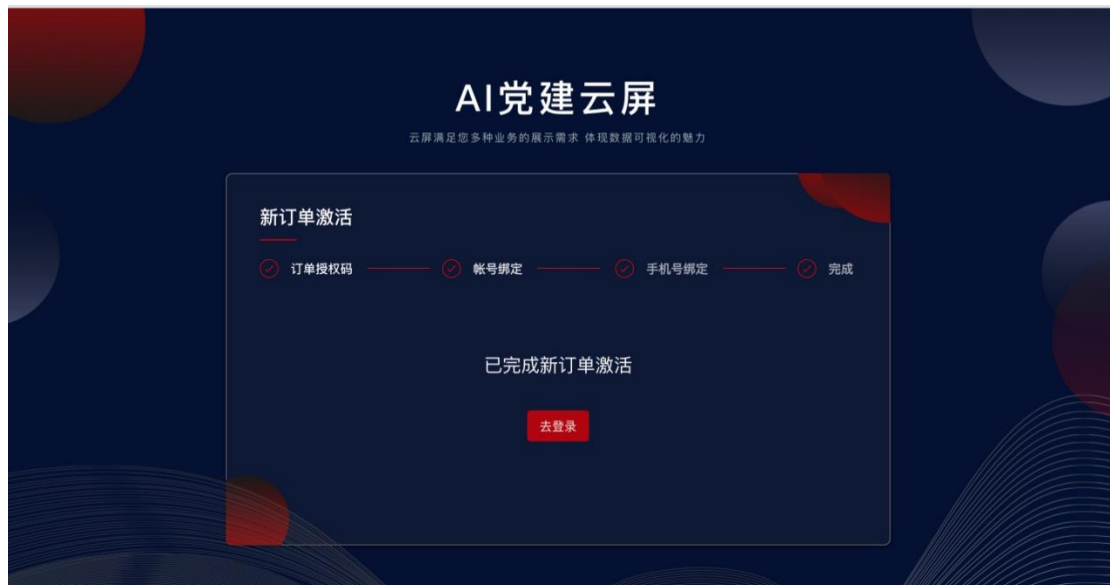 AI党建云屏
云屏满足您多种业务的展示需求 体现数据可视化的魅力
新订单激活
订单授权码 帐号绑定 手机号绑定 完成
已完成新订单激活
去登录